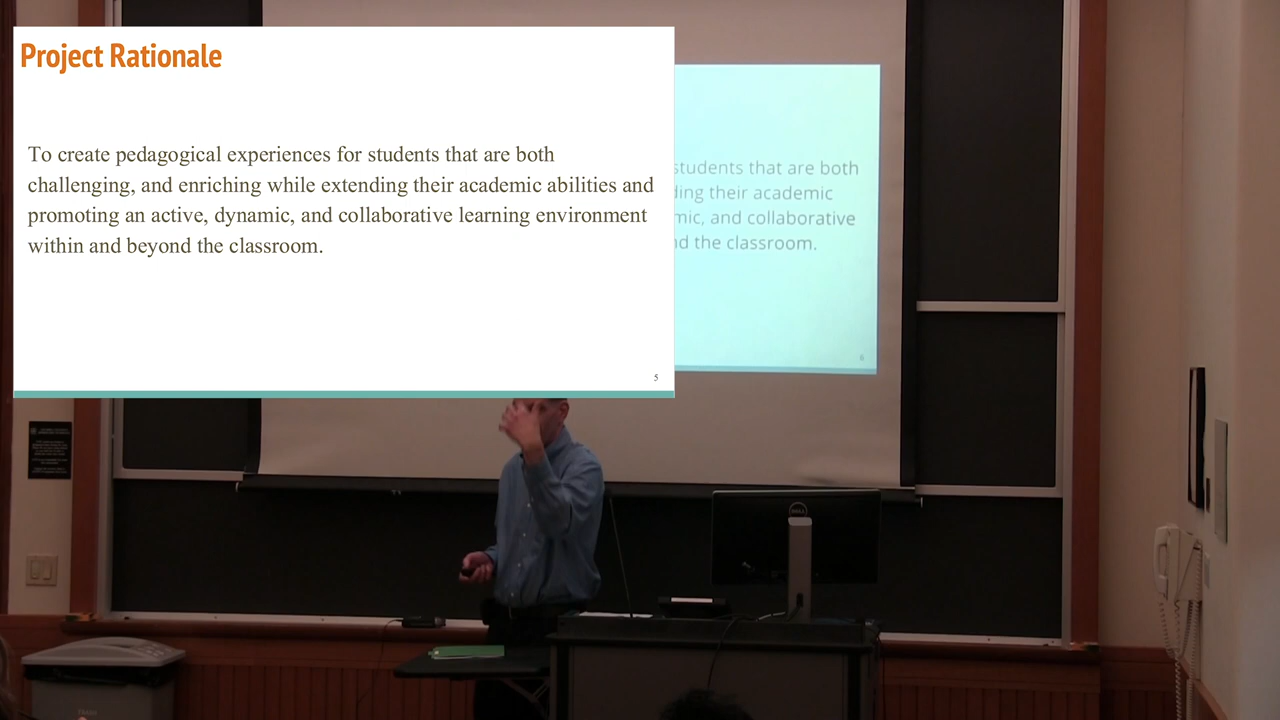 Project Rationale
To create pedagogical experiences for students that are both
challenging, and enriching while extending their academic abilities and
promoting an active, dynamic, and collaborative learning environment
within and beyond the classroom.
5
students that are both
ding their academic
mic, and collaborative
nd the classroom.
6
DELL